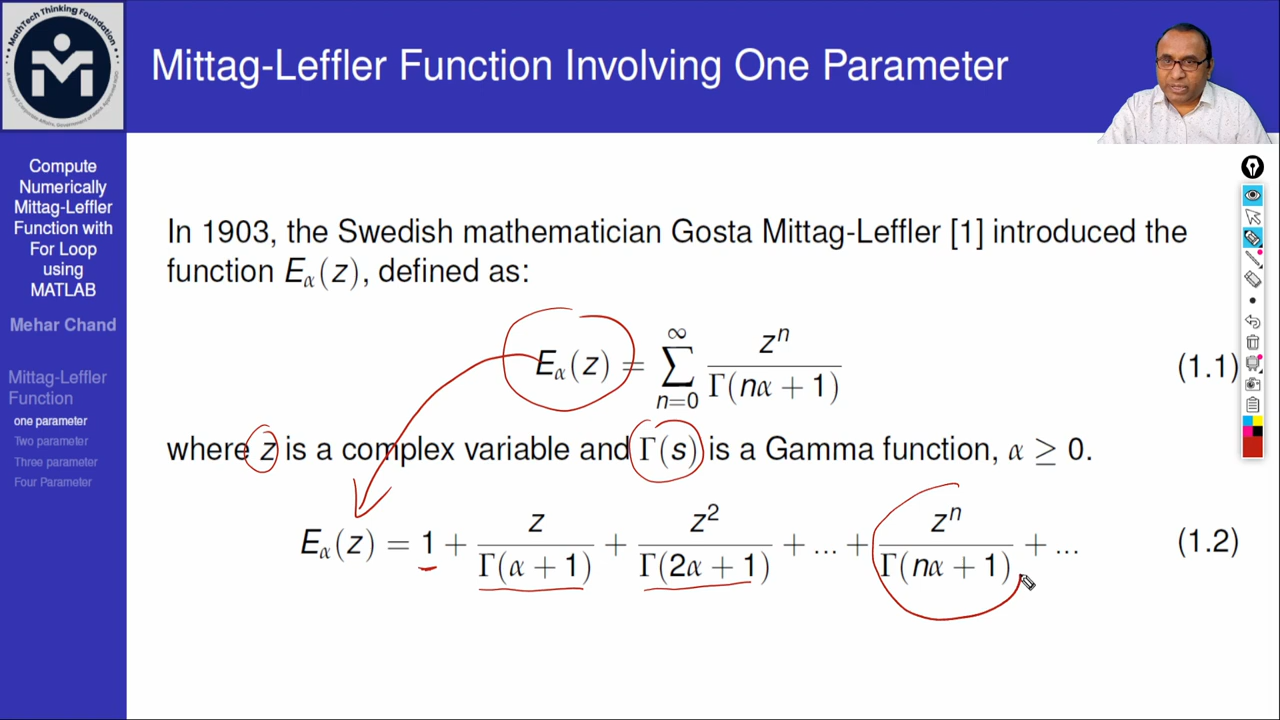 MathTech Thinking Foundation
Mittag-Leffler Function Involving One Parameter
Compute
Numerically
Mittag-Leffler
Function with
For Loop
using
MATLAB
Mehar Chand
Mittag-Leffler
Function
one parameter
Two parameter
Three parameter
Four Parameter
In 1903, the Swedish mathematician Gosta Mittag-Leffler [1] introduced the
function E_α(z), defined as:
E_α(z) = ∑_{n=0}^{∞} z^n / Γ(nα + 1) (1.1)
where z is a complex variable and Γ(s) is a Gamma function, α ≥ 0.
E_α(z) = 1 + z / Γ(α + 1) + z^2 / Γ(2α + 1) + ... + z^n / Γ(nα + 1) + ... (1.2)